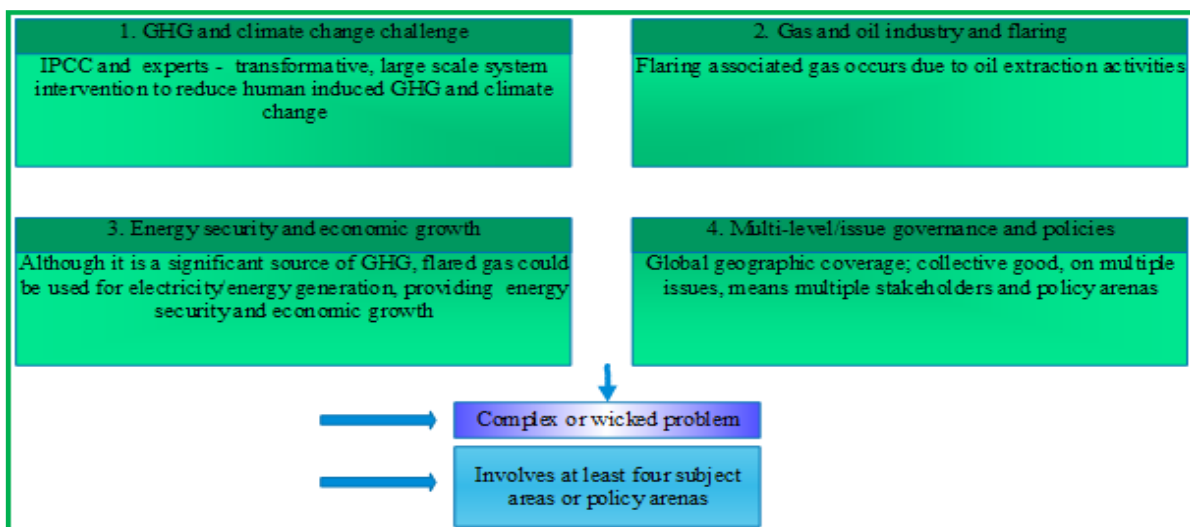 1. GHG and climate change challenge
IPCC and experts - transformative, large scale system
intervention to reduce human induced GHG and climate
change
2. Gas and oil industry and flaring
Flaring associated gas occurs due to oil extraction activities
3. Energy security and economic growth
Although it is a significant source of GHG, flared gas could
be used for electricity/energy generation, providing energy
security and economic growth
4. Multi-level/issue governance and policies
Global geographic coverage; collective good, on multiple
issues, means multiple stakeholders and policy arenas
Complex or wicked problem
Involves at least four subject
areas or policy arenas